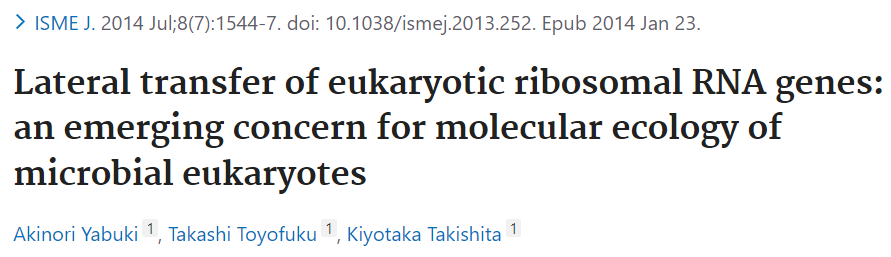 ISME J. 2014 Jul;8(7):1544-7. doi: 10.1038/ismej.2013.252. Epub 2014 Jan 23.
Lateral transfer of eukaryotic ribosomal RNA genes:
an emerging concern for molecular ecology of
microbial eukaryotes
Akinori Yabuki 1, Takashi Toyofuku 1, Kiyotaka Takishita 1